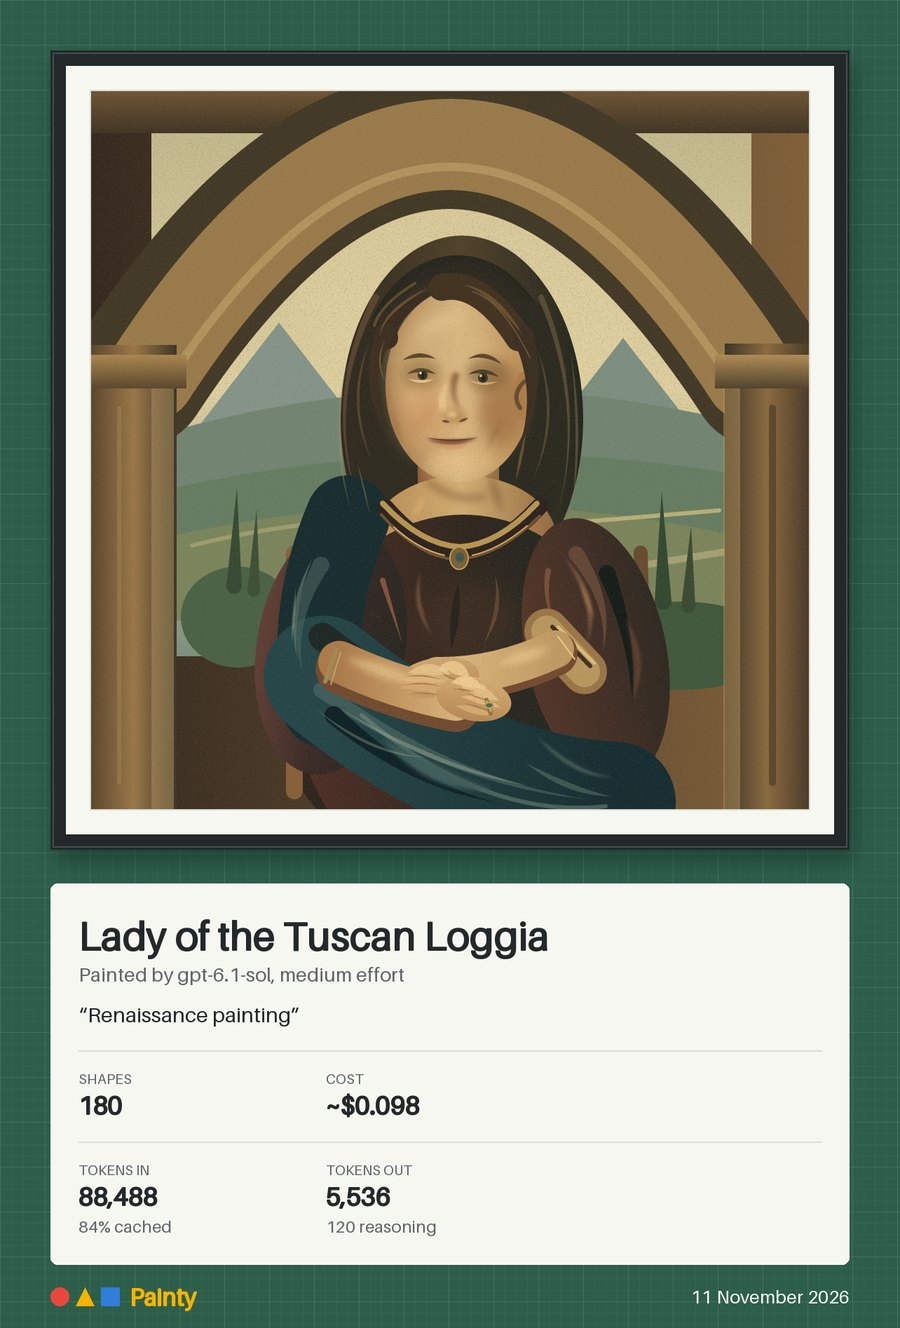 Lady of the Tuscan Loggia
Painted by gpt-6.1-sol, medium effort
“Renaissance painting”
SHAPES
180
COST
~$0.098
TOKENS IN
88,488
84% cached
TOKENS OUT
5,536
120 reasoning
Painty
11 November 2026